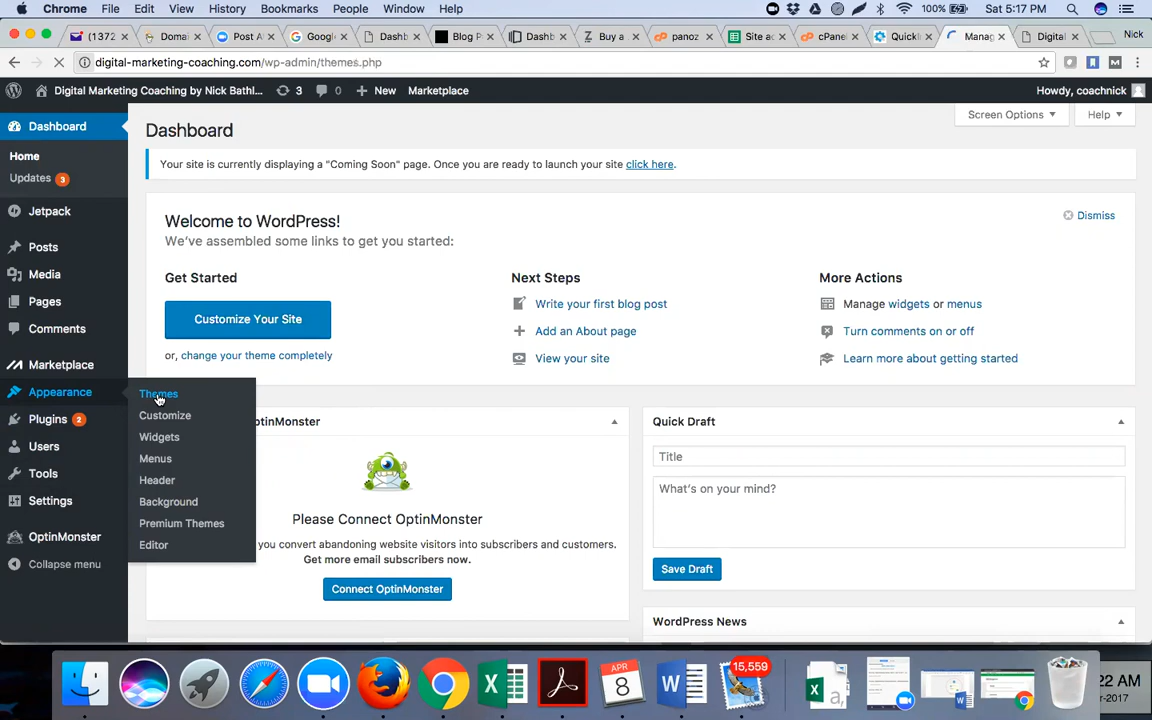 Chrome File Edit View History Bookmarks People Window Help 100% Sat 5:17 PM
(1372 Domai Post Al Google Dashb Blog P Dashb Buy a panoz Site ac cPanel QuickIn Manag Digital Nick
digital-marketing-coaching.com/wp-admin/themes.php
Digital Marketing Coaching by Nick Bathl... 3 0 New Marketplace Howdy, coachnick
Dashboard
Home
Updates 3
Jetpack
Posts
Media
Pages
Comments
Marketplace
Appearance
Plugins 2
Users
Tools
Settings
OptinMonster
Collapse menu
Themes
Customize
Widgets
Menus
Header
Background
Premium Themes
Editor
Screen Options Help
Dashboard
Your site is currently displaying a "Coming Soon" page. Once you are ready to launch your site click here.
Welcome to WordPress!
Dismiss
We've assembled some links to get you started:
Get Started
Customize Your Site
or, change your theme completely
Next Steps
Write your first blog post
Add an About page
View your site
More Actions
Manage widgets or menus
Turn comments on or off
Learn more about getting started
ptinMonster
Please Connect OptinMonster
you convert abandoning website visitors into subscribers and customers.
Get more email subscribers now.
Connect OptinMonster
Quick Draft
Title
What's on your mind?
Save Draft
WordPress News
APR
8
15,559
22 AM
r-2017